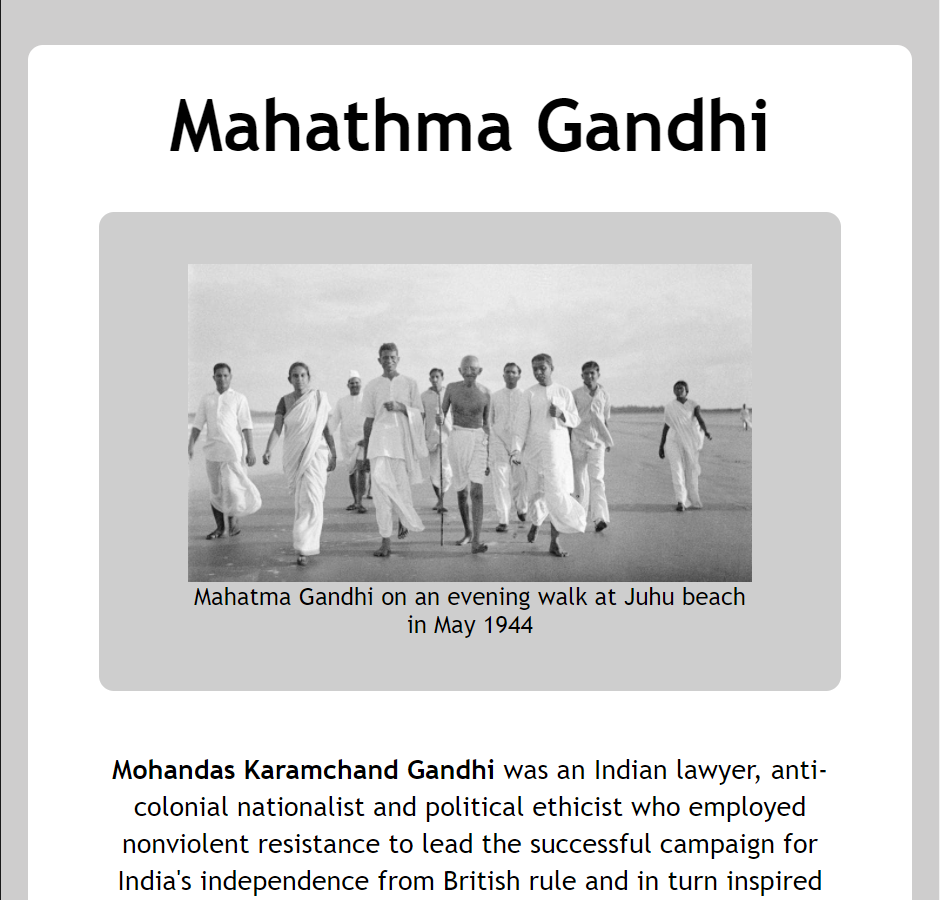 Mahathma Gandhi
Mahatma Gandhi on an evening walk at Juhu beach
in May 1944
Mohandas Karamchand Gandhi was an Indian lawyer, anti-
colonial nationalist and political ethicist who employed
nonviolent resistance to lead the successful campaign for
India's independence from British rule and in turn inspired